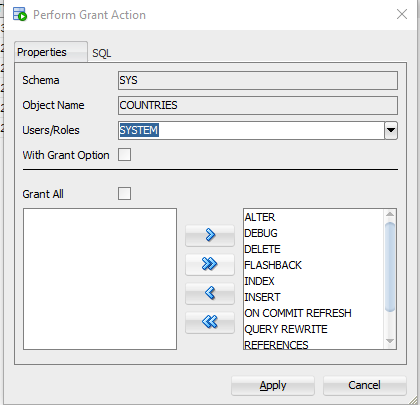 Perform Grant Action
Properties
SQL
Schema
SYS
Object Name
COUNTRIES
Users/Roles
SYSTEM
With Grant Option
Grant All
ALTER
DEBUG
DELETE
FLASHBACK
INDEX
INSERT
ON COMMIT REFRESH
QUERY REWRITE
REFERENCES
Apply
Cancel